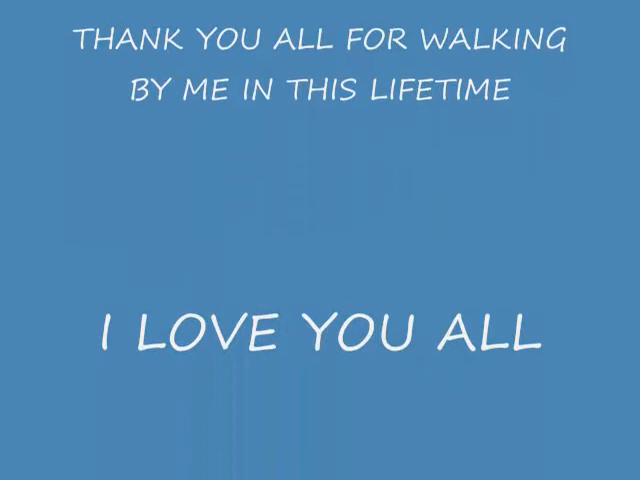 THANK YOU ALL FOR WALKING
BY ME IN THIS LIFETIME
I LOVE YOU ALL